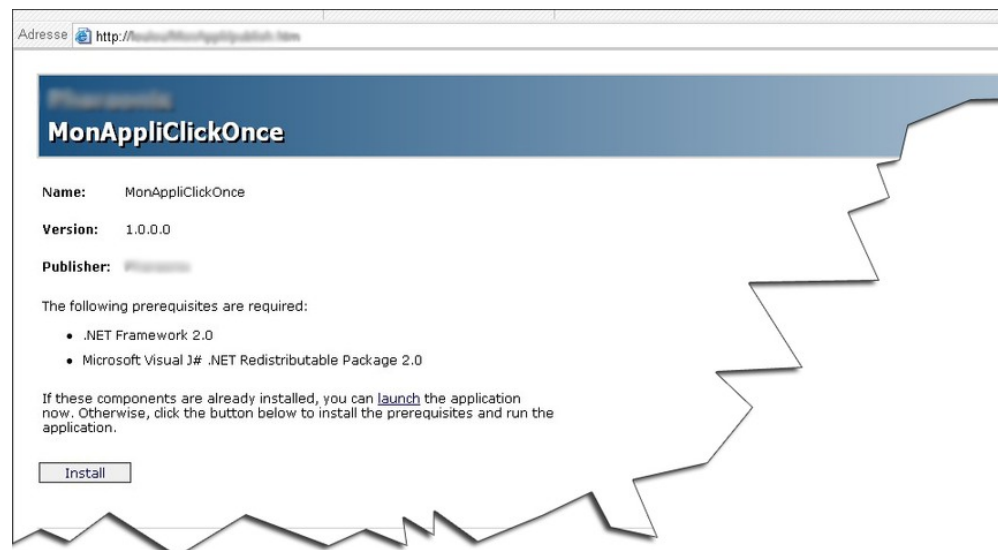 Adresse http://
MonAppliClickOnce
Name: MonAppliClickOnce
Version: 1.0.0.0
Publisher:
The following prerequisites are required:
• .NET Framework 2.0
• Microsoft Visual J# .NET Redistributable Package 2.0
If these components are already installed, you can launch the application
now. Otherwise, click the button below to install the prerequisites and run the
application.
Install